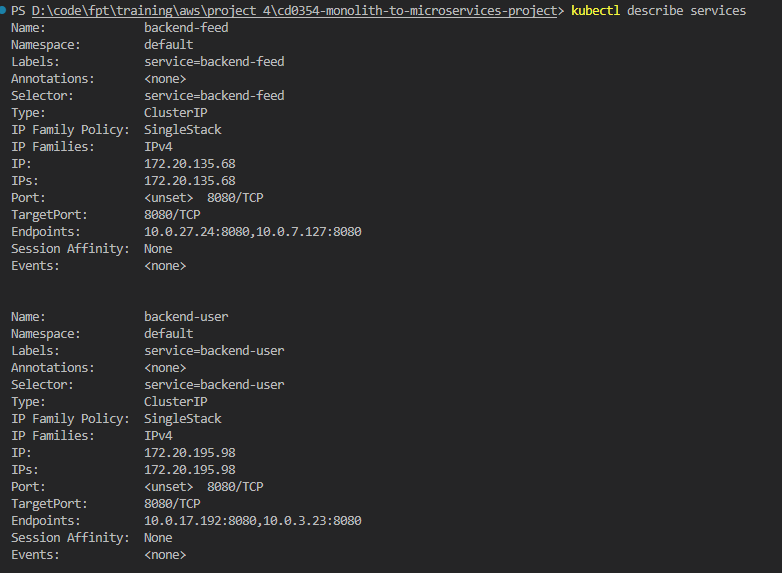 PS D:\code\fpt\training\aws\project 4\cd0354-monolith-to-microservices-project> kubectl describe services
Name:              backend-feed
Namespace:         default
Labels:            service=backend-feed
Annotations:       <none>
Selector:          service=backend-feed
Type:              ClusterIP
IP Family Policy:  SingleStack
IP Families:       IPv4
IP:                172.20.135.68
IPs:               172.20.135.68
Port:              <unset>  8080/TCP
TargetPort:        8080/TCP
Endpoints:         10.0.27.24:8080,10.0.7.127:8080
Session Affinity:  None
Events:            <none>
Name:              backend-user
Namespace:         default
Labels:            service=backend-user
Annotations:       <none>
Selector:          service=backend-user
Type:              ClusterIP
IP Family Policy:  SingleStack
IP Families:       IPv4
IP:                172.20.195.98
IPs:               172.20.195.98
Port:              <unset>  8080/TCP
TargetPort:        8080/TCP
Endpoints:         10.0.17.192:8080,10.0.3.23:8080
Session Affinity:  None
Events:            <none>